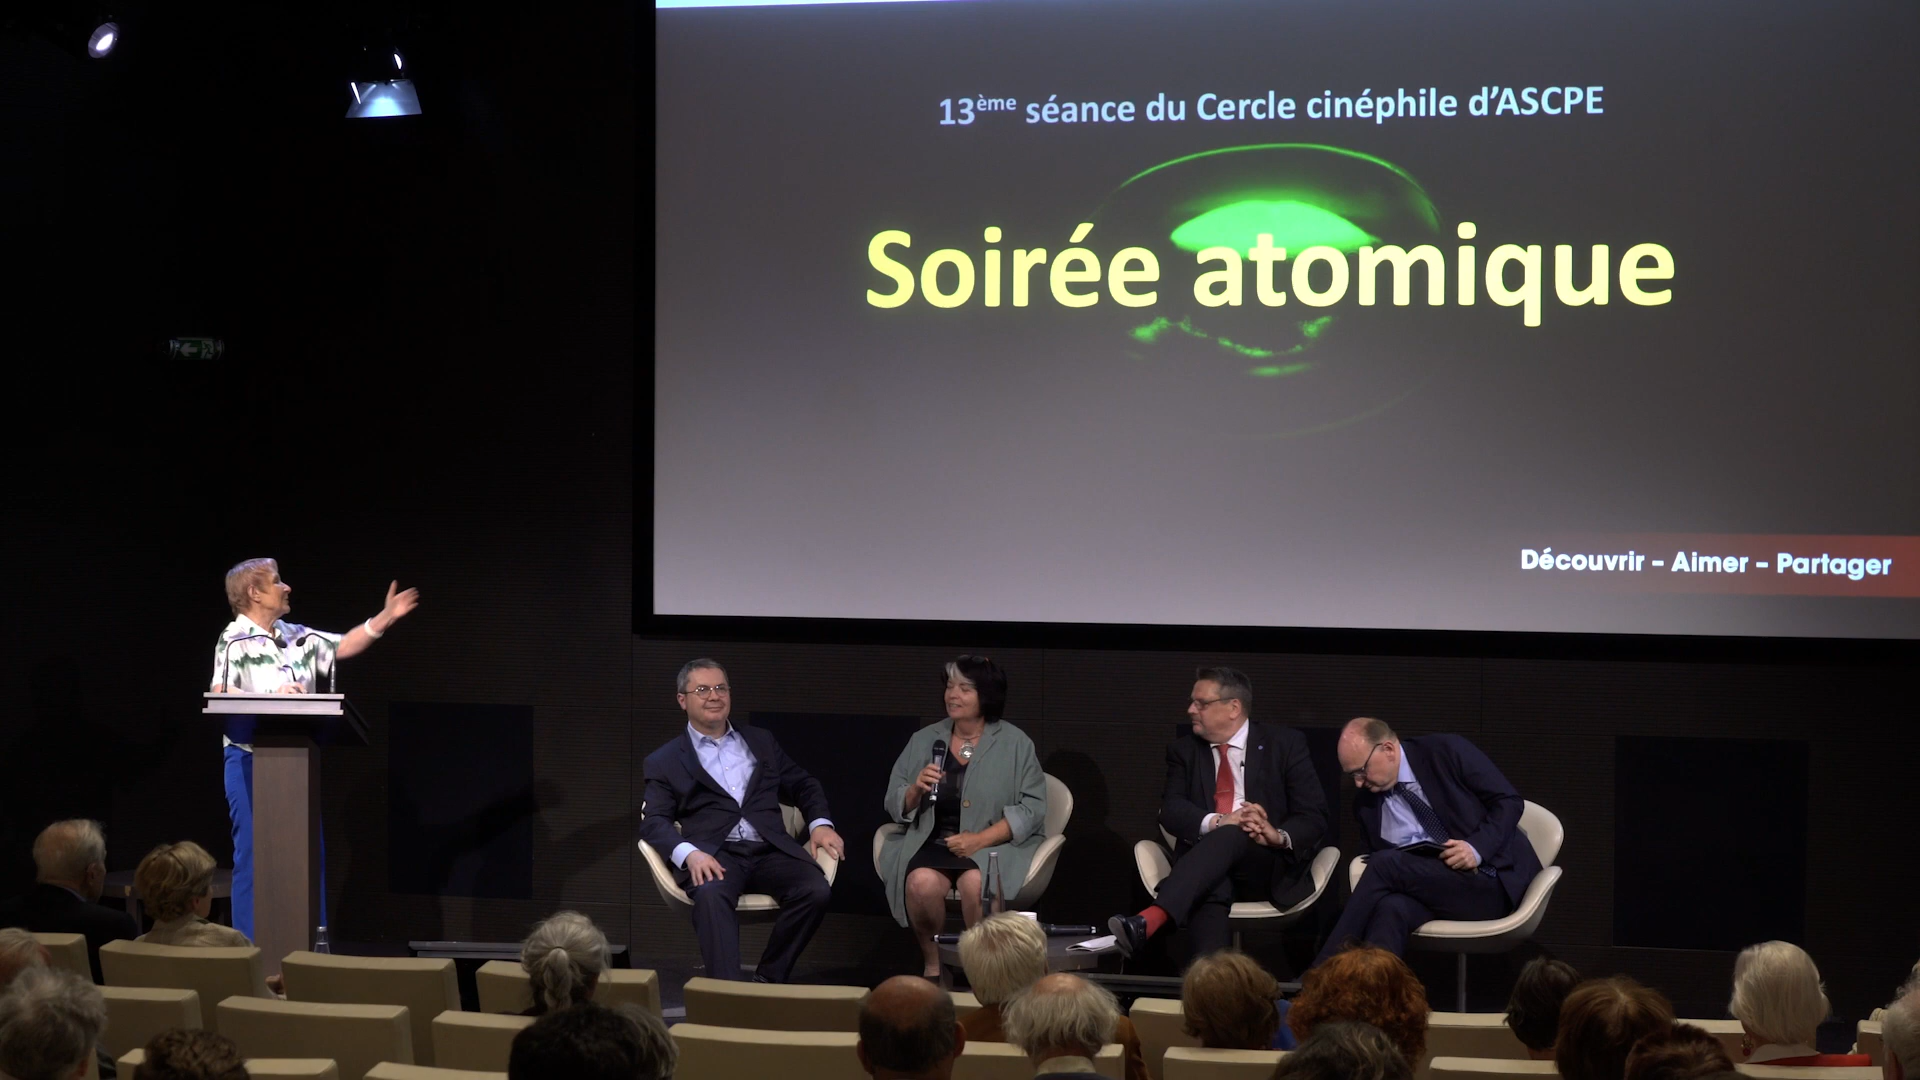 13ème séance du Cercle cinéphile d'ASCPE
Soirée atomique
Découvrir – Aimer – Partager